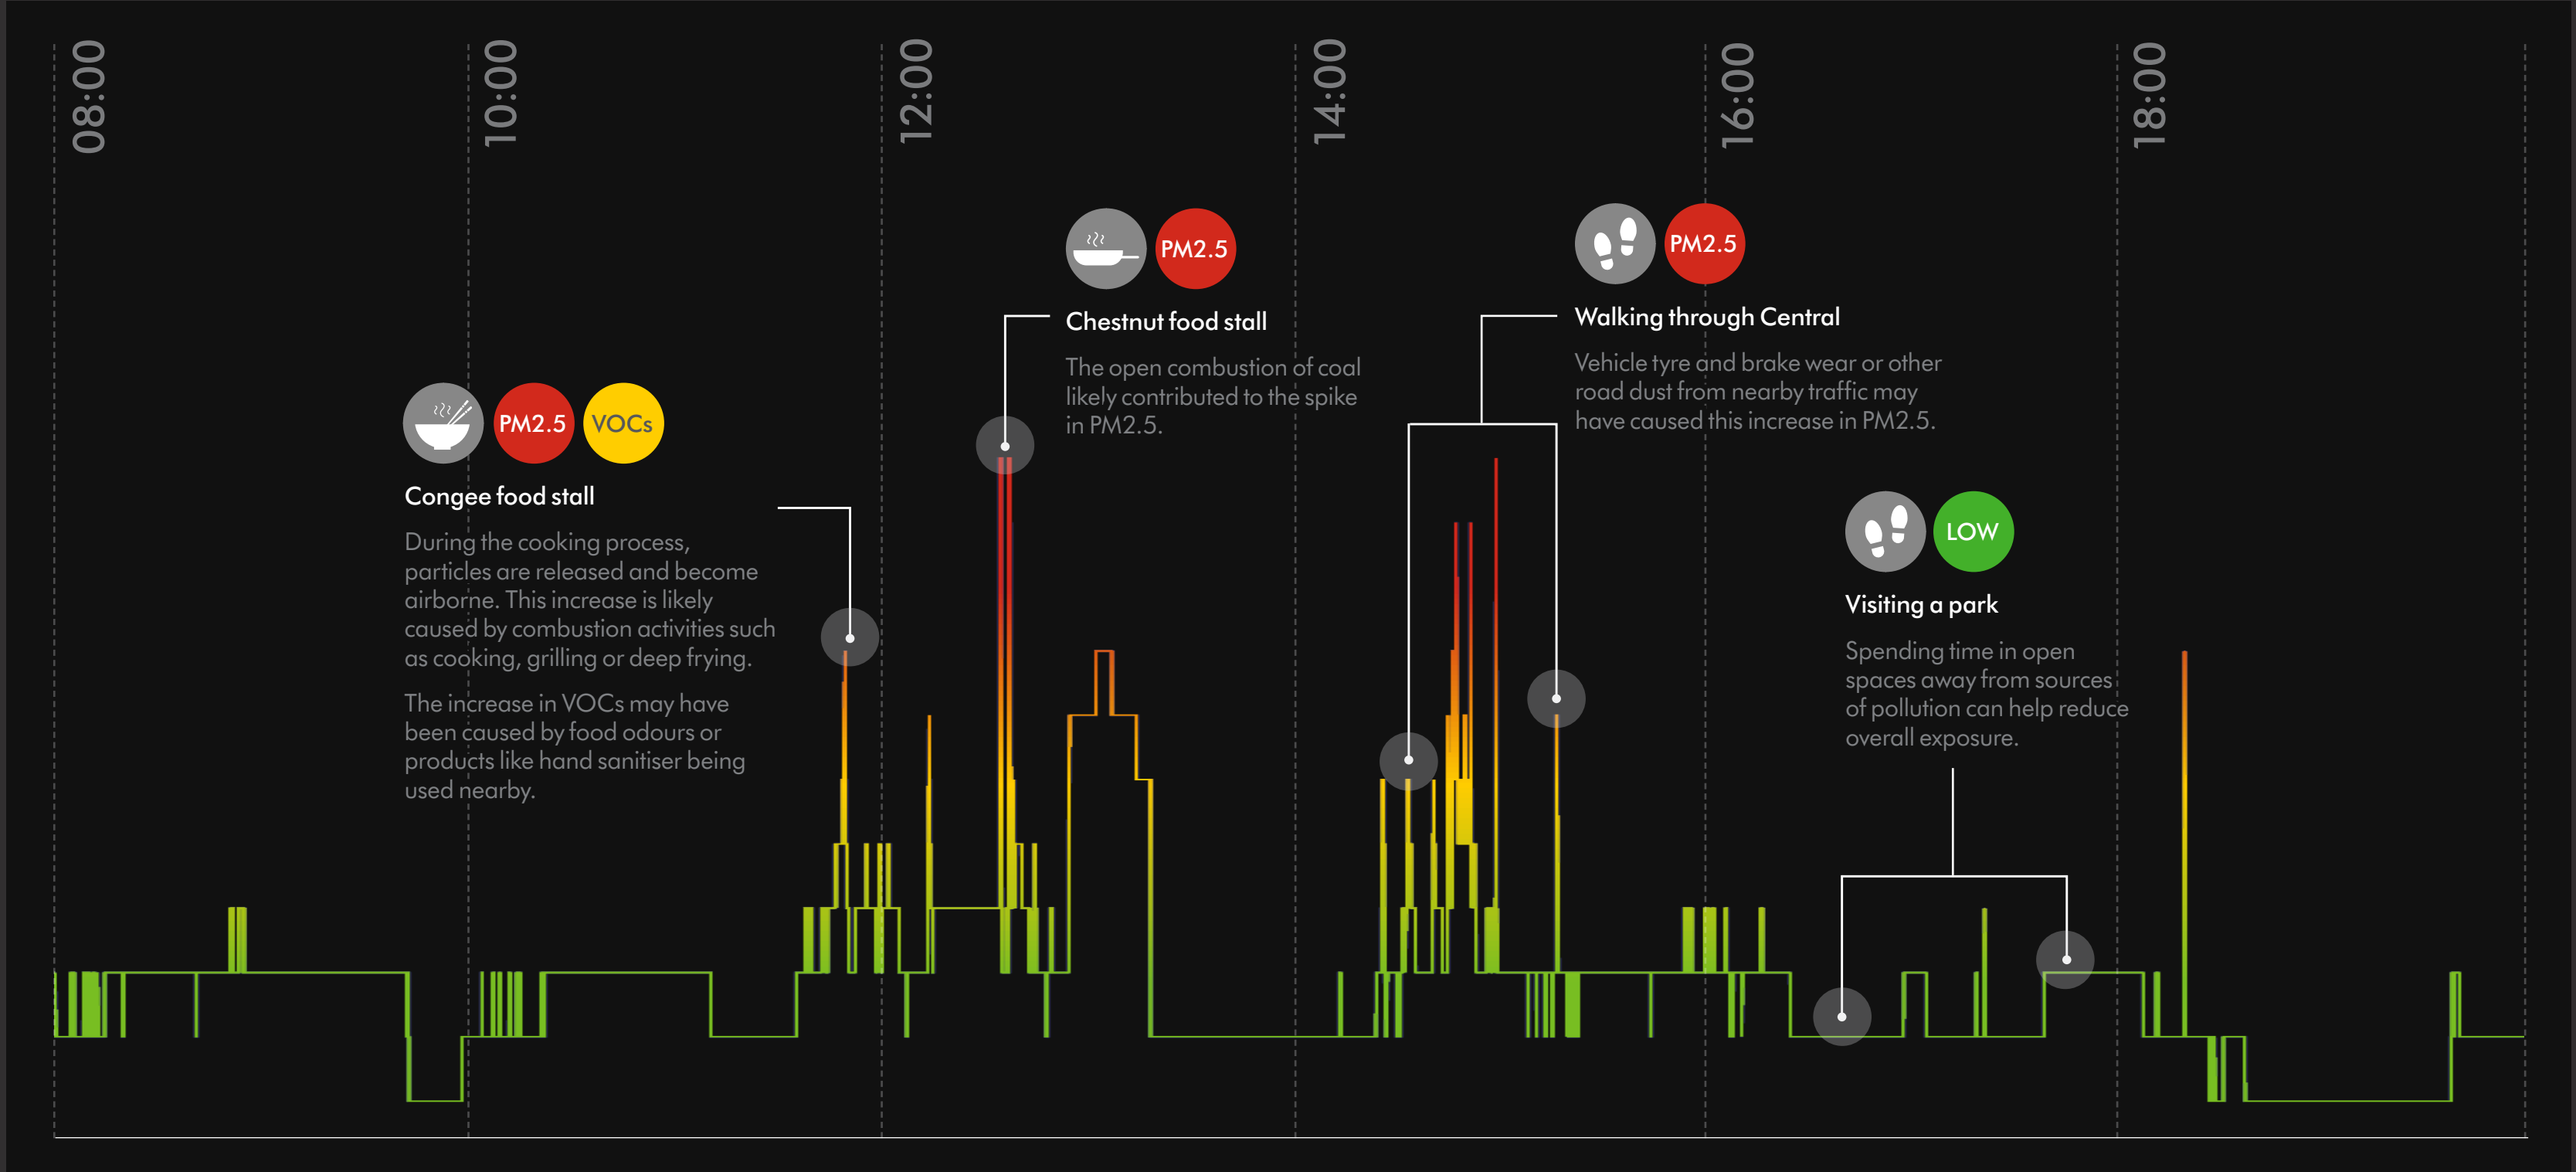 08:00
10:00
12:00
14:00
16:00
18:00
PM2.5
VOCs
Congee food stall
During the cooking process,
particles are released and become
airborne. This increase is likely
caused by combustion activities such
as cooking, grilling or deep frying.
The increase in VOCs may have
been caused by food odours or
products like hand sanitiser being
used nearby.
PM2.5
Chestnut food stall
The open combustion of coal
likely contributed to the spike
in PM2.5.
PM2.5
Walking through Central
Vehicle tyre and brake wear or other
road dust from nearby traffic may
have caused this increase in PM2.5.
LOW
Visiting a park
Spending time in open
spaces away from sources
of pollution can help reduce
overall exposure.